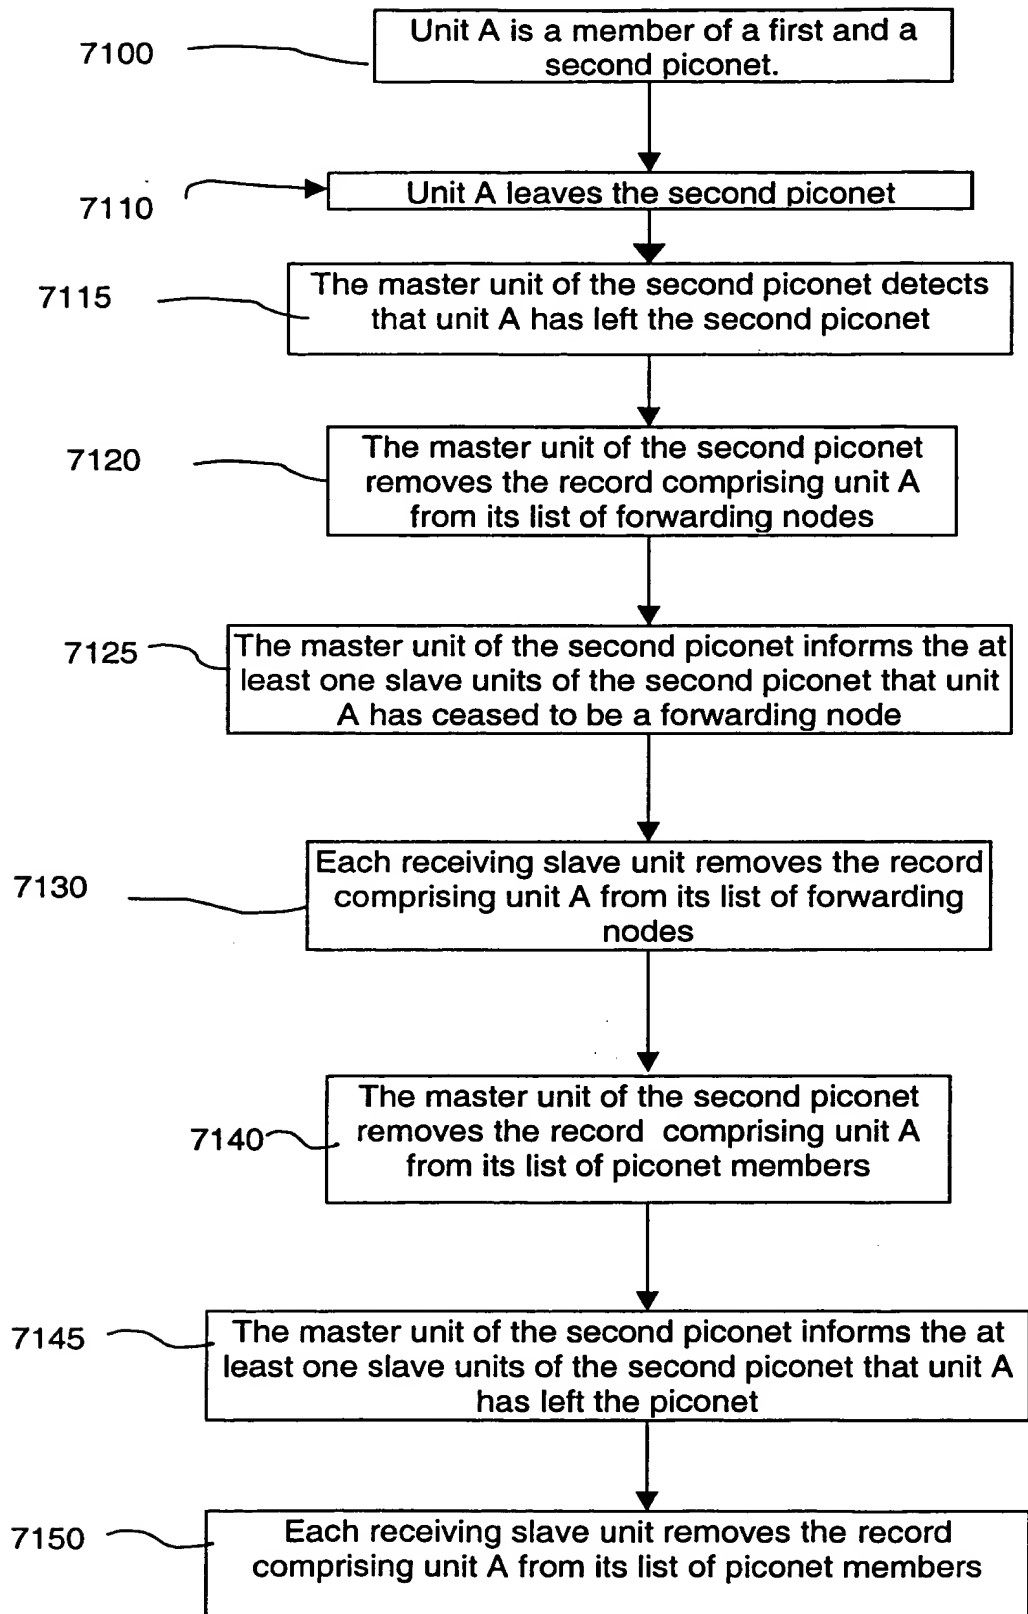 7100
Unit A is a member of a first and a
second piconet.
7110
Unit A leaves the second piconet
7115
The master unit of the second piconet detects
that unit A has left the second piconet
7120
The master unit of the second piconet
removes the record comprising unit A
from its list of forwarding nodes
7125
The master unit of the second piconet informs the at
least one slave units of the second piconet that unit
A has ceased to be a forwarding node
7130
Each receiving slave unit removes the record
comprising unit A from its list of forwarding
nodes
7140
The master unit of the second piconet
removes the record comprising unit A
from its list of piconet members
7145
The master unit of the second piconet informs the at
least one slave units of the second piconet that unit A
has left the piconet
7150
Each receiving slave unit removes the record
comprising unit A from its list of piconet members